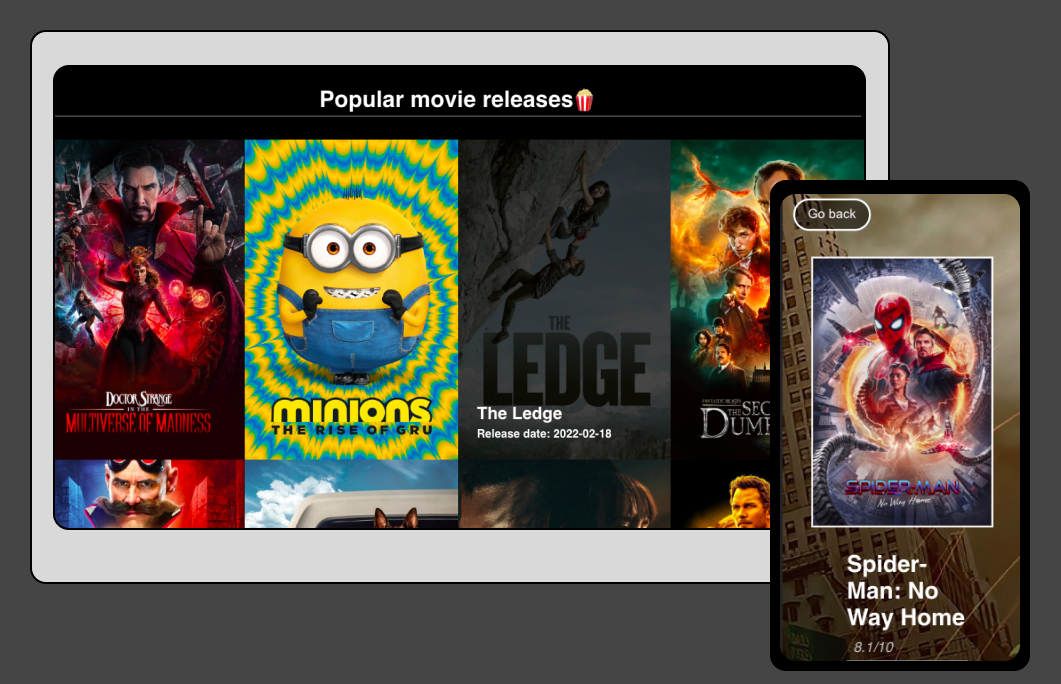 Popular movie releases🍿
DOCTOR STRANGE
IN THE
MULTIVERSE OF MADNESS
MINIONS
THE RISE OF GRU
THE
LEDGE
The Ledge
Release date: 2022-02-18
FANTASTIC BEASTS
THE SEC
DUMB
Go back
SPIDER-MAN
No Way Home
Spider-
Man: No
Way Home
8.1/10